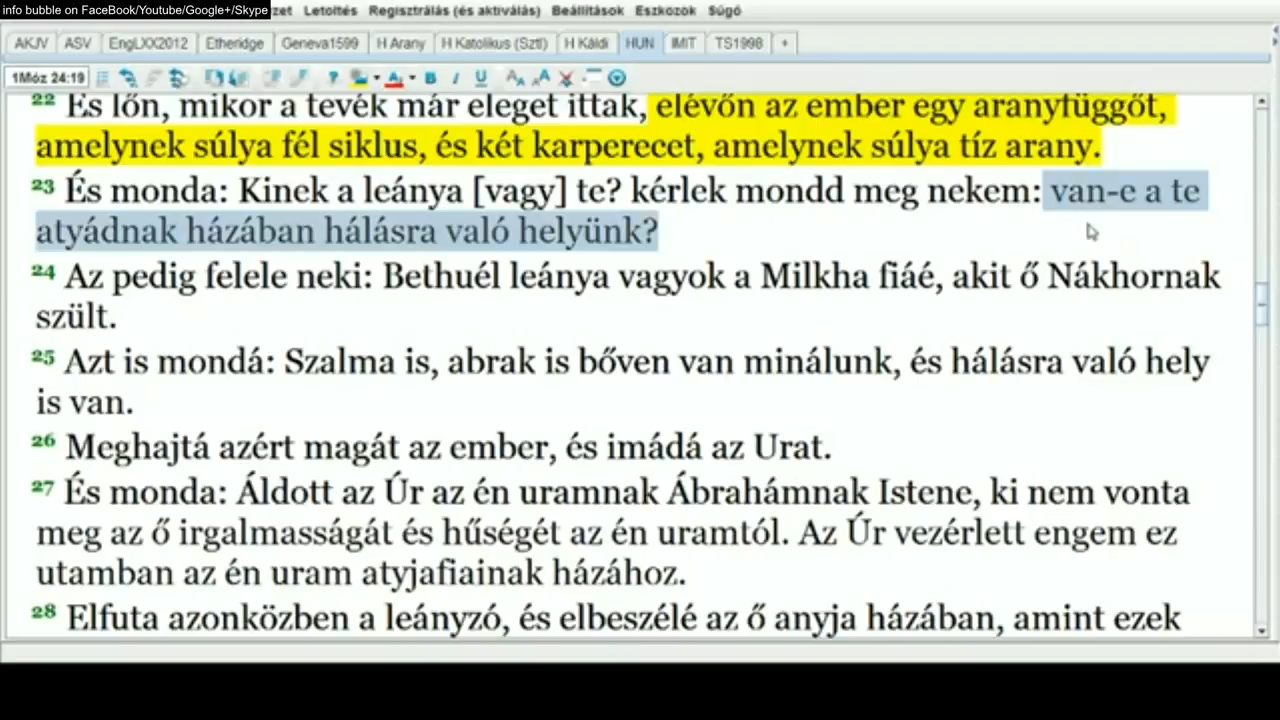 info bubble on FaceBook/Youtube/Google+/Skype zet Letöltés Regisztrálás (és aktiválás) Beállítások Eszközök Súgó
AKJV ASV EngLXX2012 Etheridge Geneva1599 H Arany H Katolikus (SztI) H Káldi HUN IMIT TS1998 +
1Móz 24:19
22 És lőn, mikor a tevék már eleget ittak, elévőn az ember egy aranyfüggőt,
amelynek súlya fél siklus, és két karperecet, amelynek súlya tíz arany.
23 És monda: Kinek a leánya [vagy] te? kérlek mondd meg nekem: van-e a te
atyádnak házában hálásra való helyünk?
24 Az pedig felele neki: Bethuél leánya vagyok a Milkha fiáé, akit ő Nákhornak
szült.
25 Azt is mondá: Szalma is, abrak is bőven van minálunk, és hálásra való hely
is van.
26 Meghajtá azért magát az ember, és imádá az Urat.
27 És monda: Áldott az Úr az én uramnak Ábrahámnak Istene, ki nem vonta
meg az ő irgalmasságát és hűségét az én uramtól. Az Úr vezérlett engem ez
utamban az én uram atyjafiainak házához.
28 Elfuta azonközben a leányzó, és elbeszélé az ő anyja házában, amint ezek